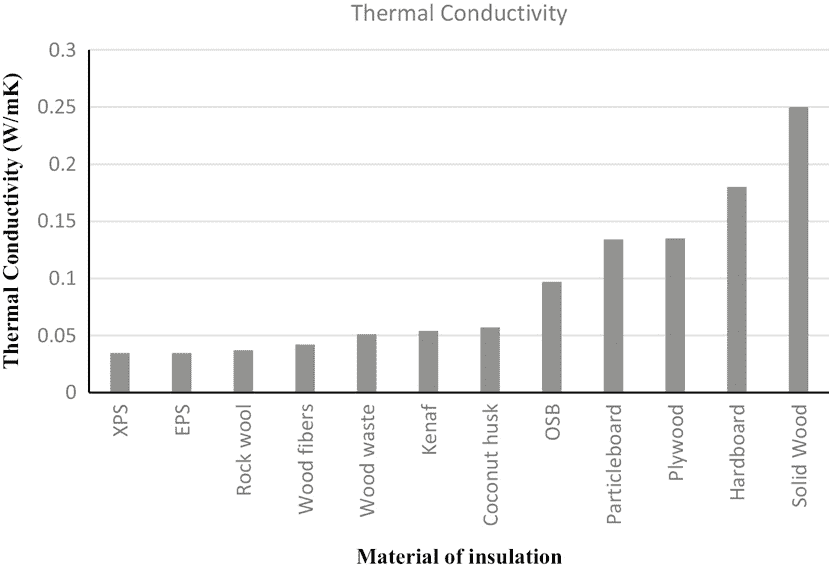 Thermal Conductivity
Thermal Conductivity (W/mK)
0.3
0.25
0.2
0.15
0.1
0.05
0
XPS
EPS
Rock wool
Wood fibers
Wood waste
Kenaf
Coconut husk
OSB
Particleboard
Plywood
Hardboard
Solid Wood
Material of insulation